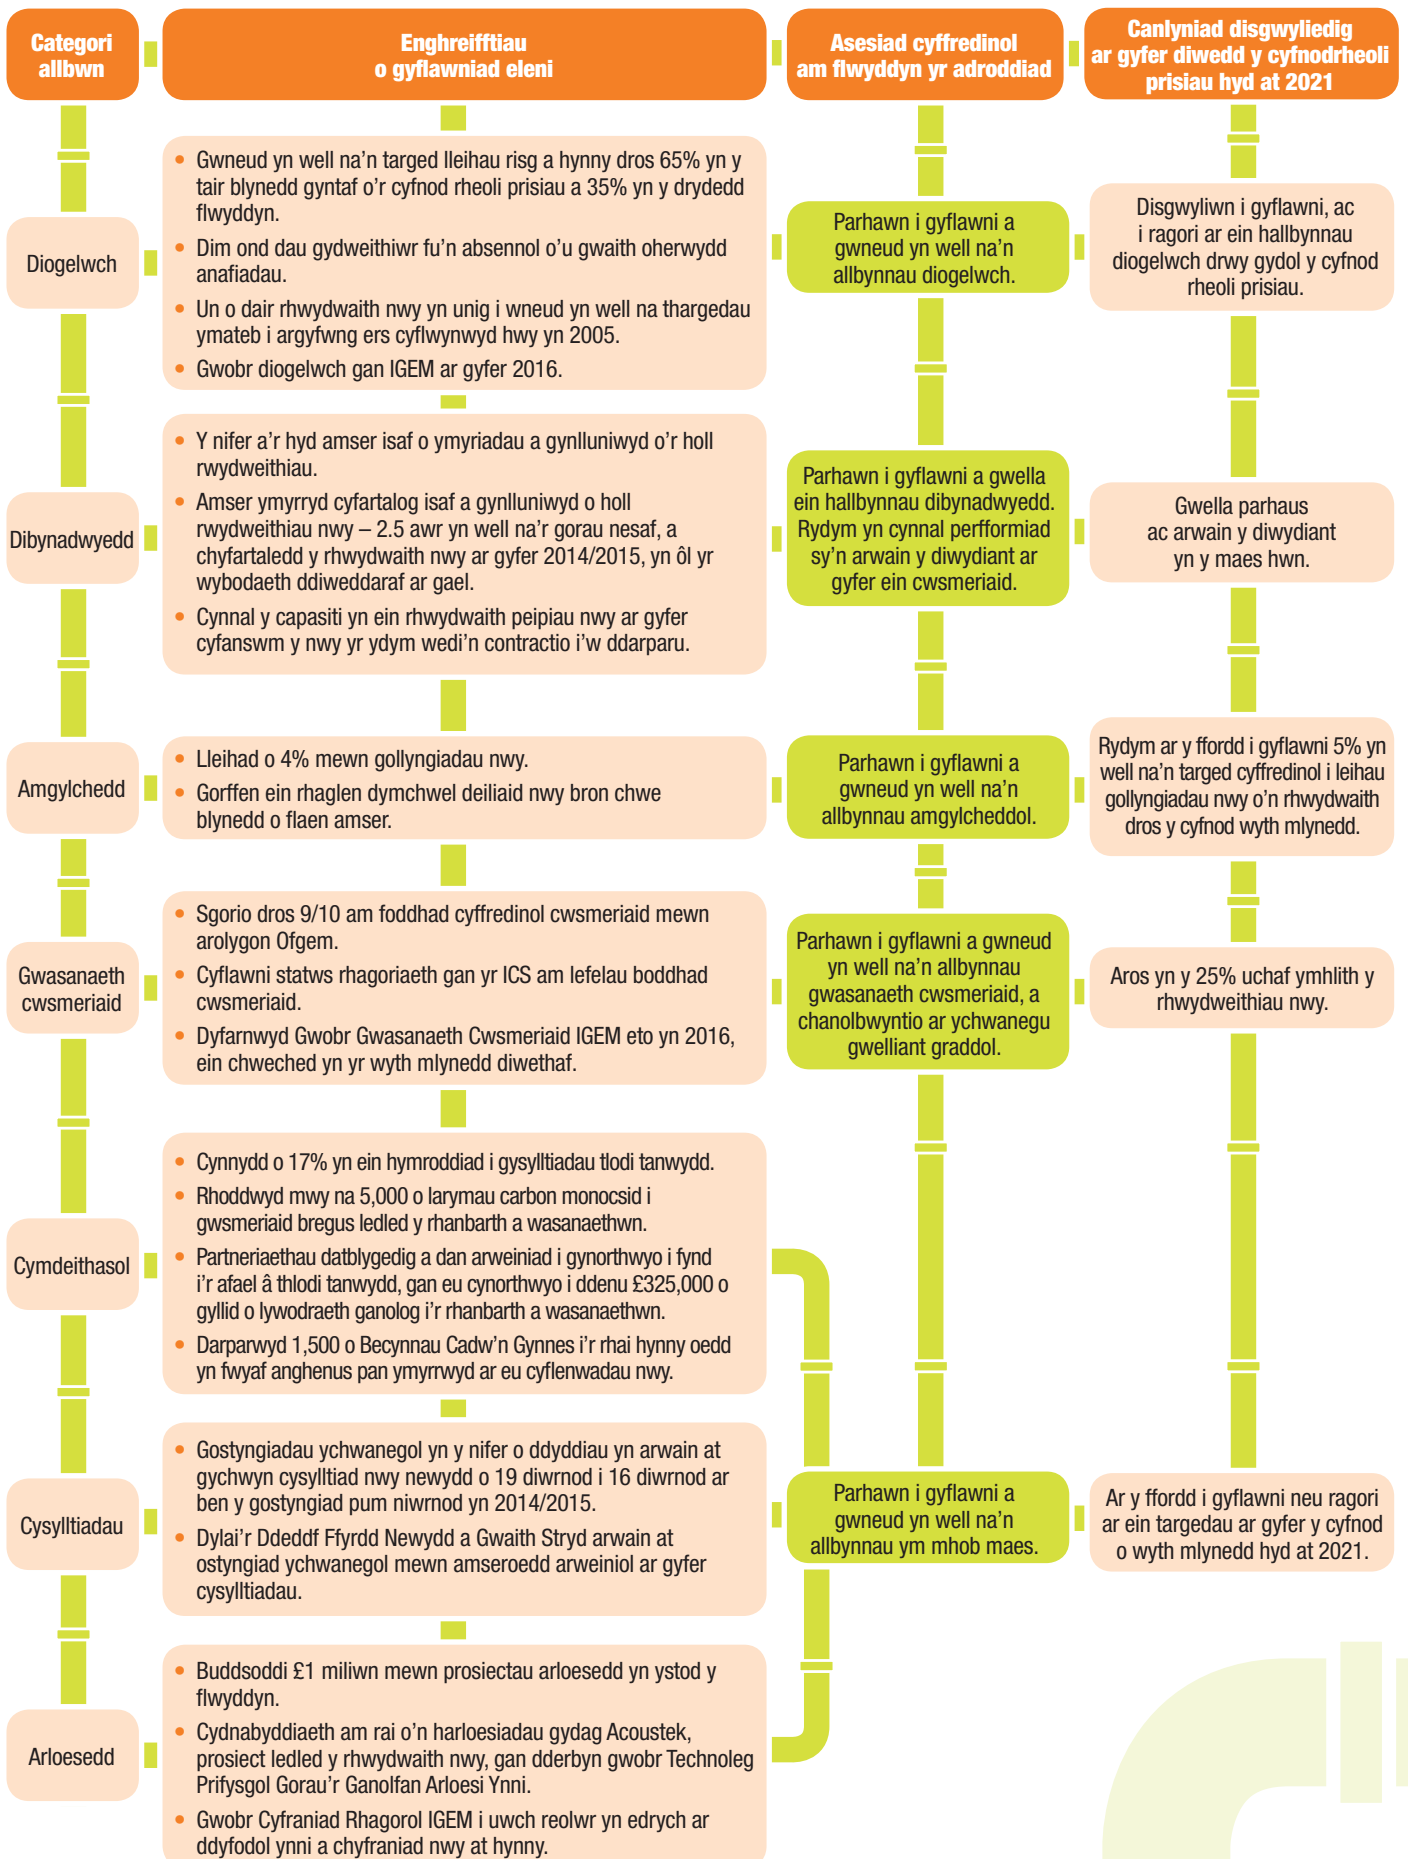 Categori
allbwn
Enghreifftiau
o gyflawniad eleni
Asesiad cyffredinol
am flwyddyn yr adroddiad
Canlyniad disgwyliedig
ar gyfer diwedd y cyfnodrheoli
prisiau hyd at 2021
Diogelwch
• Gwneud yn well na'n targed lleihau risg a hynny dros 65% yn y
tair blynedd gyntaf o'r cyfnod rheoli prisiau a 35% yn y drydedd
flwyddyn.
• Dim ond dau gydweithiwr fu'n absennol o'u gwaith oherwydd
anafiadau.
• Un o dair rhwydwaith nwy yn unig i wneud yn well na thargedau
ymateb i argyfwng ers cyflwynwyd hwy yn 2005.
• Gwobr diogelwch gan IGEM ar gyfer 2016.
Parhawn i gyflawni a
gwneud yn well na'n
allbynnau diogelwch.
Disgwyliwn i gyflawni, ac
i ragori ar ein hallbynnau
diogelwch drwy gydol y cyfnod
rheoli prisiau.
Dibynadwyedd
• Y nifer a'r hyd amser isaf o ymyriadau a gynlluniwyd o'r holl
rwydweithiau.
• Amser ymyrryd cyfartalog isaf a gynlluniwyd o holl
rwydweithiau nwy – 2.5 awr yn well na'r gorau nesaf, a
chyfartaledd y rhwydwaith nwy ar gyfer 2014/2015, yn ôl yr
wybodaeth ddiweddaraf ar gael.
• Cynnal y capasiti yn ein rhwydwaith peipiau nwy ar gyfer
cyfanswm y nwy yr ydym wedi'n contractio i'w ddarparu.
Parhawn i gyflawni a gwella
ein hallbynnau dibynadwyedd.
Rydym yn cynnal perfformiad
sy'n arwain y diwydiant ar
gyfer ein cwsmeriaid.
Gwella parhaus
ac arwain y diwydiant
yn y maes hwn.
Amgylchedd
• Lleihad o 4% mewn gollyngiadau nwy.
• Gorffen ein rhaglen dymchwel deiliaid nwy bron chwe
blynedd o flaen amser.
Parhawn i gyflawni a
gwneud yn well na'n
allbynnau amgylcheddol.
Rydym ar y ffordd i gyflawni 5% yn
well na'n targed cyffredinol i leihau
gollyngiadau nwy o'n rhwydwaith
dros y cyfnod wyth mlynedd.
Gwasanaeth
cwsmeriaid
• Sgorio dros 9/10 am foddhad cyffredinol cwsmeriaid mewn
arolygon Ofgem.
• Cyflawni statws rhagoriaeth gan yr ICS am lefelau boddhad
cwsmeriaid.
• Dyfarnwyd Gwobr Gwasanaeth Cwsmeriaid IGEM eto yn 2016,
ein chweched yn yr wyth mlynedd diwethaf.
Parhawn i gyflawni a gwneud
yn well na'n allbynnau
gwasanaeth cwsmeriaid, a
chanolbwyntio ar ychwanegu
gwelliant graddol.
Aros yn y 25% uchaf ymhlith y
rhwydweithiau nwy.
Cymdeithasol
• Cynnydd o 17% yn ein hymroddiad i gysylltiadau tlodi tanwydd.
• Rhoddwyd mwy na 5,000 o larymau carbon monocsid i
gwsmeriaid bregus ledled y rhanbarth a wasanaethwn.
• Partneriaethau datblygedig a dan arweiniad i gynorthwyo i fynd
i'r afael â thlodi tanwydd, gan eu cynorthwyo i ddenu £325,000 o
gyllid o lywodraeth ganolog i'r rhanbarth a wasanaethwn.
• Darparwyd 1,500 o Becynnau Cadw'n Gynnes i'r rhai hynny oedd
yn fwyaf anghenus pan ymyrrwyd ar eu cyflenwadau nwy.
Cysylltiadau
• Gostyngiadau ychwanegol yn y nifer o ddyddiau yn arwain at
gychwyn cysylltiad nwy newydd o 19 diwrnod i 16 diwrnod ar
ben y gostyngiad pum niwrnod yn 2014/2015.
• Dylai'r Ddeddf Ffyrdd Newydd a Gwaith Stryd arwain at
ostyngiad ychwanegol mewn amseroedd arweiniol ar gyfer
cysylltiadau.
Parhawn i gyflawni a
gwneud yn well na'n
allbynnau ym mhob maes.
Ar y ffordd i gyflawni neu ragori
ar ein targedau ar gyfer y cyfnod
o wyth mlynedd hyd at 2021.
Arloesedd
• Buddsoddi £1 miliwn mewn prosiectau arloesedd yn ystod y
flwyddyn.
• Cydnabyddiaeth am rai o'n harloesiadau gydag Acoustek,
prosiect ledled y rhwydwaith nwy, gan dderbyn gwobr Technoleg
Prifysgol Gorau'r Ganolfan Arloesi Ynni.
• Gwobr Cyfraniad Rhagorol IGEM i uwch reolwr yn edrych ar
ddyfodol ynni a chyfraniad nwy at hynny.